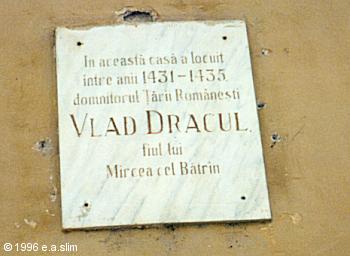 In această casă a locuit
între anii 1431-1435
domnitorul Țării Românești
VLAD DRACUL,
fiul lui
Mircea cel Bătrîn
© 1996 e.a.slim